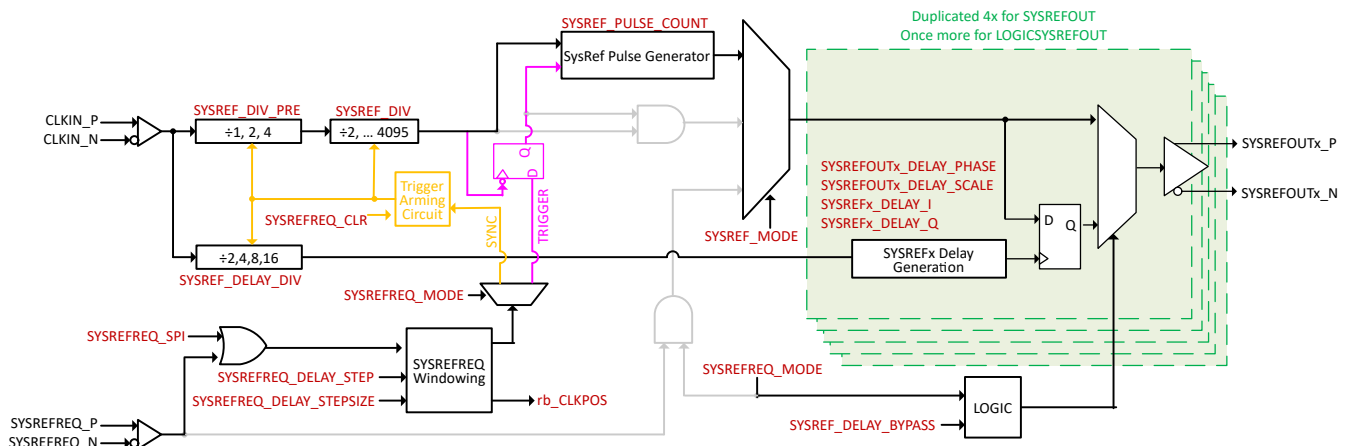 Duplicated 4x for SYSREFOUT
Once more for LOGICSYSREFOUT
SYSREF_PULSE_COUNT
SysRef Pulse Generator
CLKIN_P
CLKIN_N
SYSREF_DIV_PRE
÷1, 2, 4
SYSREF_DIV
÷2, ... 4095
Q
D
TRIGGER
SYNC
Trigger
Arming
Circuit
SYSREFREQ_CLR
÷2,4,8,16
SYSREF_DELAY_DIV
SYSREF_MODE
SYSREFOUTx_DELAY_PHASE
SYSREFOUTx_DELAY_SCALE
SYSREFx_DELAY_I
SYSREFx_DELAY_Q
SYSREFx Delay
Generation
D
Q
SYSREFOUTx_P
SYSREFOUTx_N
SYSREFREQ_MODE
SYSREFREQ_SPI
SYSREFREQ
Windowing
SYSREFREQ_DELAY_STEP
SYSREFREQ_DELAY_STEPSIZE
rb_CLKPOS
SYSREFREQ_MODE
LOGIC
SYSREF_DELAY_BYPASS
SYSREFREQ_P
SYSREFREQ_N